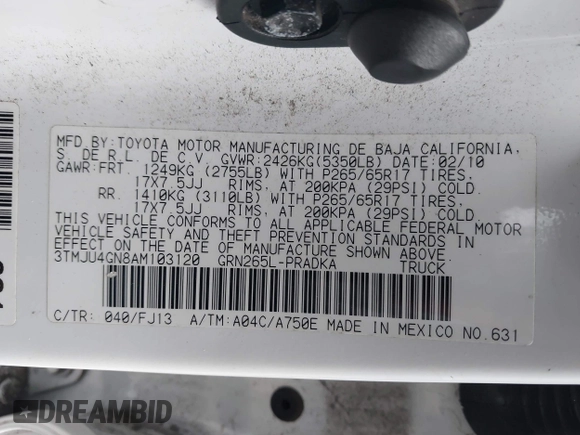 MFD.BY:TOYOTA MOTOR MANUFACTURING DE BAJA CALIFORNIA,
S. DE R.L. DE C.V. GVWR:2426KG(5350LB) DATE:02/10
GAWR:FRT. 1249KG (2755LB) WITH P265/65R17 TIRES,
17X7.5JJ RIMS, AT 200KPA (29PSI) COLD.
RR. 1410KG (3110LB) WITH P265/65R17 TIRES,
17X7.5JJ RIMS, AT 200KPA (29PSI) COLD.
THIS VEHICLE CONFORMS TO ALL APPLICABLE FEDERAL MOTOR
VEHICLE SAFETY AND THEFT PREVENTION STANDARDS IN
EFFECT ON THE DATE OF MANUFACTURE SHOWN ABOVE.
3TMJU4GN8AM103120 GRN265L-PRADKA TRUCK
C/TR: 040/FJ13 A/TM:A04C/A750E MADE IN MEXICO NO.631
DREAMBID